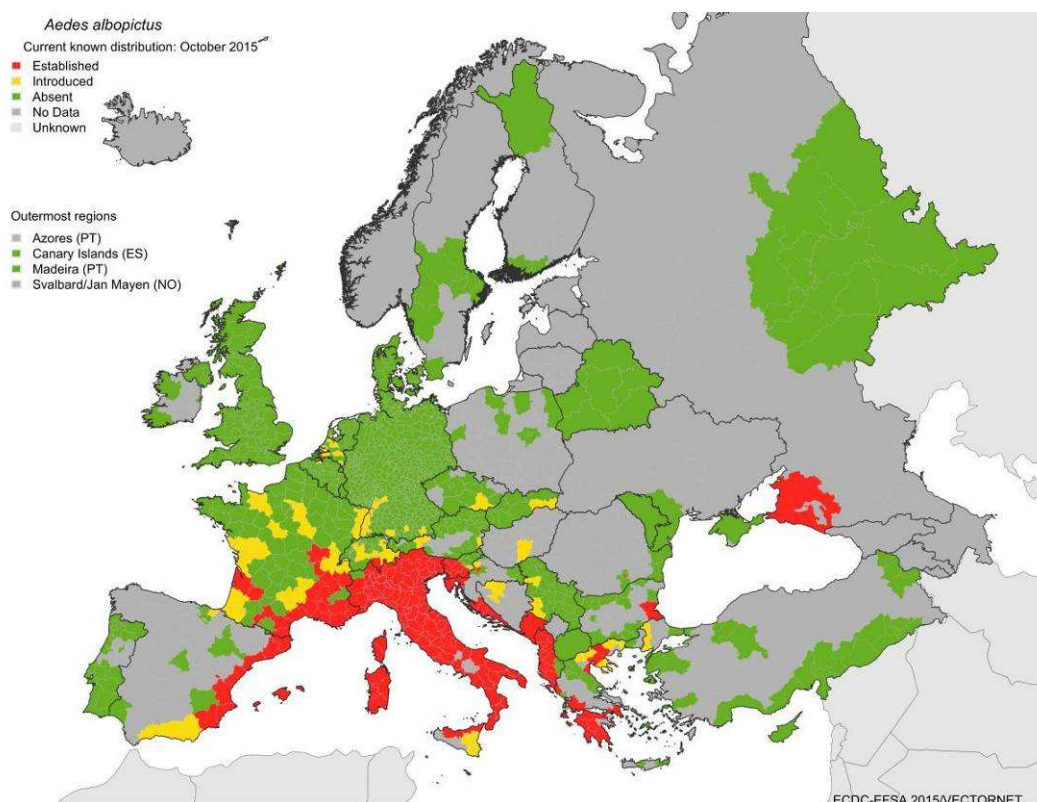 Aedes albopictus
Current known distribution: October 2015
Established
Introduced
Absent
No Data
Unknown
Outermost regions
Azores (PT)
Canary Islands (ES)
Madeira (PT)
Svalbard/Jan Mayen (NO)
ECDC-EFSA 2015/VECTORNET